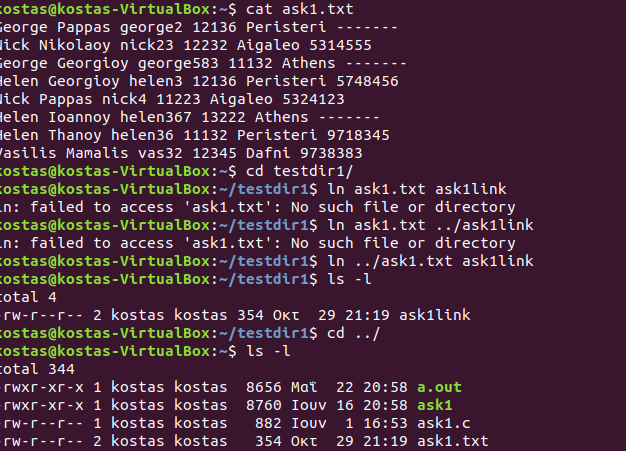 kostas@kostas-VirtualBox:~$ cat ask1.txt
George Pappas george2 12136 Peristeri -------
Nick Nikolaoy nick23 12232 Aigaleo 5314555
George Georgioy george583 11132 Athens -------
Helen Georgioy helen3 12136 Peristeri 5748456
Nick Pappas nick4 11223 Aigaleo 5324123
Helen Ioannoy helen367 13222 Athens -------
Helen Thanoy helen36 11132 Peristeri 9718345
Vasilis Mamalis vas32 12345 Dafni 9738383
kostas@kostas-VirtualBox:~$ cd testdir1/
kostas@kostas-VirtualBox:~/testdir1$ ln ask1.txt ask1link
ln: failed to access 'ask1.txt': No such file or directory
kostas@kostas-VirtualBox:~/testdir1$ ln ask1.txt ../ask1link
ln: failed to access 'ask1.txt': No such file or directory
kostas@kostas-VirtualBox:~/testdir1$ ln ../ask1.txt ask1link
kostas@kostas-VirtualBox:~/testdir1$ ls -l
total 4
-rw-r--r-- 2 kostas kostas 354 Οκτ  29 21:19 ask1link
kostas@kostas-VirtualBox:~/testdir1$ cd ../
kostas@kostas-VirtualBox:~$ ls -l
total 344
-rwxr-xr-x 1 kostas kostas  8656 Μαΐ  22 20:58 a.out
-rwxr-xr-x 1 kostas kostas  8760 Ιουν 16 20:58 ask1
-rw-r--r-- 1 kostas kostas   882 Ιουν  1 16:53 ask1.c
-rw-r--r-- 2 kostas kostas   354 Οκτ  29 21:19 ask1.txt